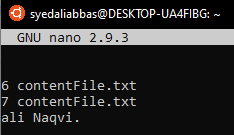 syedaliabbas@DESKTOP-UA4FIBG: ~
GNU nano 2.9.3
6 contentFile.txt
7 contentFile.txt
ali Naqvi.